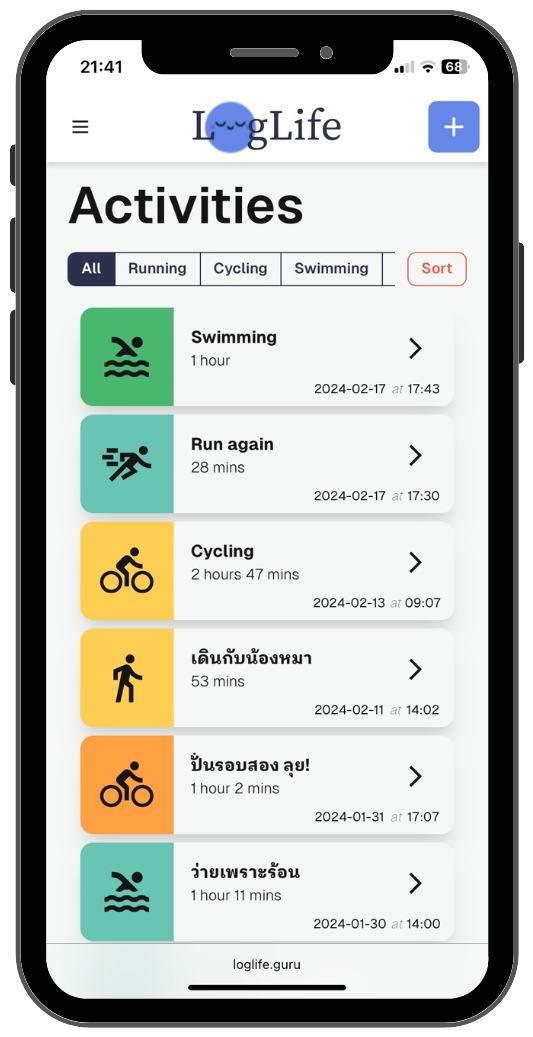 21:41
68
LogLife
Activities
All
Running
Cycling
Swimming
Sort
Swimming
1 hour
2024-02-17 at 17:43
Run again
28 mins
2024-02-17 at 17:30
Cycling
2 hours 47 mins
2024-02-13 at 09:07
เดินกับน้องหมา
53 mins
2024-02-11 at 14:02
ปั่นรอบสอง ลุย!
1 hour 2 mins
2024-01-31 at 17:07
ว่ายเพราะร้อน
1 hour 11 mins
2024-01-30 at 14:00
loglife.guru